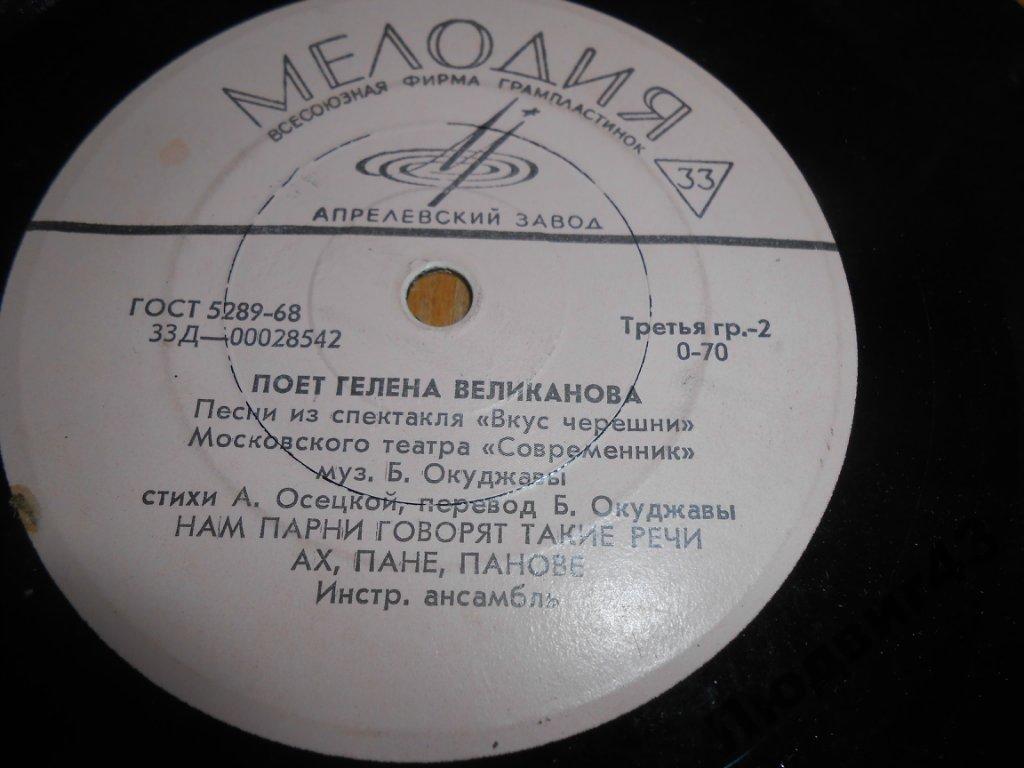 МЕЛОДИЯ
ВСЕСОЮЗНАЯ ФИРМА ГРАМПЛАСТИНОК
33
АПРЕЛЕВСКИЙ ЗАВОД
ГОСТ 5289-68
33Д—00028542
Третья гр.-2
0-70
ПОЕТ ГЕЛЕНА ВЕЛИКАНОВА
Песни из спектакля «Вкус черешни»
Московского театра «Современник»
муз. Б. Окуджавы
стихи А. Осецкой, перевод Б. Окуджавы
НАМ ПАРНИ ГОВОРЯТ ТАКИЕ РЕЧИ
АХ, ПАНЕ, ПАНОВЕ
Инстр. ансамбль
Людвиг43